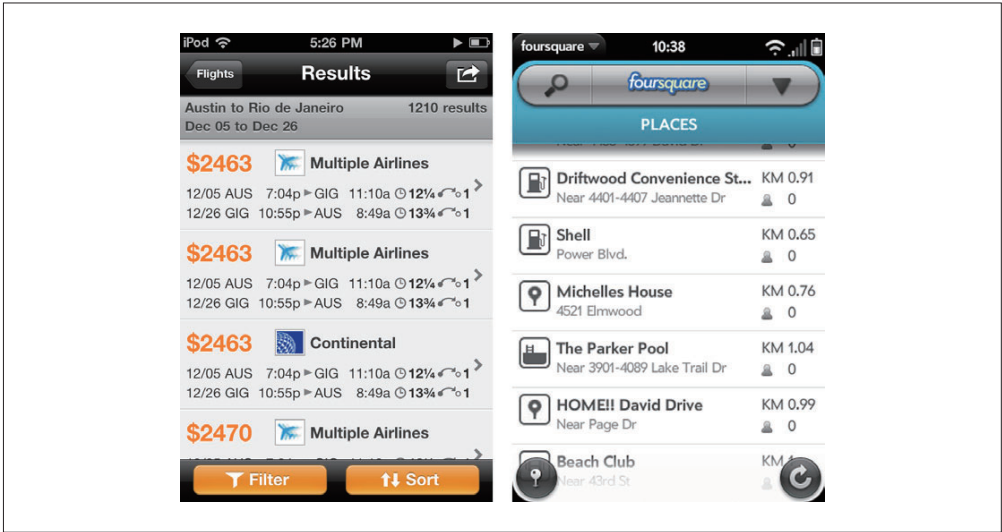 iPod 5:26 PM
Flights Results
Austin to Rio de Janeiro 1210 results
Dec 05 to Dec 26
$2463 Multiple Airlines
12/05 AUS 7:04p ► GIG 11:10a 12¼ 1
12/26 GIG 10:55p ► AUS 8:49a 13¾ 1
$2463 Multiple Airlines
12/05 AUS 7:04p ► GIG 11:10a 12¼ 1
12/26 GIG 10:55p ► AUS 8:49a 13¾ 1
$2463 Continental
12/05 AUS 7:04p ► GIG 11:10a 12¼ 1
12/26 GIG 10:55p ► AUS 8:49a 13¾ 1
$2470 Multiple Airlines
Filter Sort
foursquare 10:38
foursquare
PLACES
Driftwood Convenience St... KM 0.91
Near 4401-4407 Jeannette Dr 0
Shell KM 0.65
Power Blvd. 0
Michelles House KM 0.76
4521 Elmwood 0
The Parker Pool KM 1.04
Near 3901-4089 Lake Trail Dr 0
HOME!! David Drive KM 0.99
Near Page Dr 0
Beach Club KM
Near 43rd St